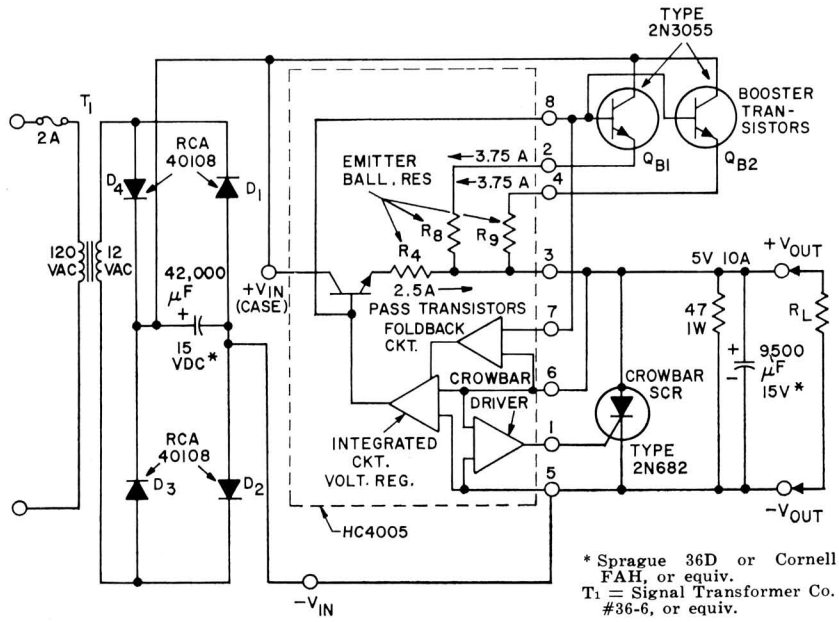 TYPE
2N3055
T1
8
BOOSTER
TRAN-
SISTORS
2A
RCA
40108
D4
D1
EMITTER
BALL. RES
3.75 A
2
3.75 A
4
QB1
QB2
R8
R9
R4
120
VAC
12
VAC
42,000
µF
+
15
VDC*
+VIN
(CASE)
2.5A
3
5V 10A
+VOUT
PASS TRANSISTORS
FOLDBACK
CKT.
7
47
1W
RL
CROWBAR
6
DRIVER
CROWBAR
SCR
+
-
9,500
µF
15V *
RCA
40108
D3
D2
INTEGRATED
CKT.
VOLT. REG.
1
TYPE
2N682
5
-VOUT
HC4005
-VIN
* Sprague 36D or Cornell
FAH, or equiv.
T1 = Signal Transformer Co.
#36-6, or equiv.